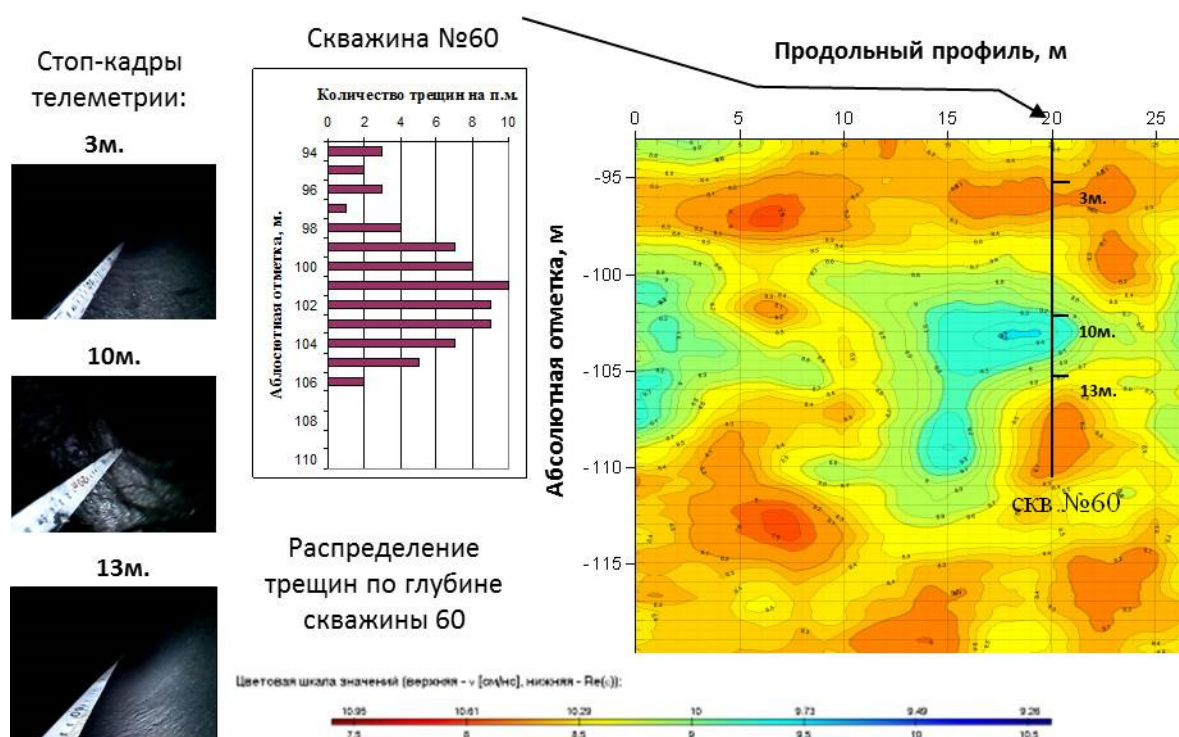 Скважина №60
Стоп-кадры
телеметрии:
3м.
10м.
13м.
Количество трещин на п.м.
0 2 4 6 8 10
Аблосютная отметка, м.
94
96
98
100
102
104
106
108
110
Распределение
трещин по глубине
скважины 60
Продольный профиль, м
0 5 10 15 20 25
Абсолютная отметка, м
-95
-100
-105
-110
-115
3м.
10м.
13м.
скв.№60
Цветовая шкала значений (верхняя - v [см/нс], нижняя - Re(ε)):
10.95 10.61 10.29 10 9.73 9.49 9.26
7.5 8 8.5 9 9.5 10 10.5